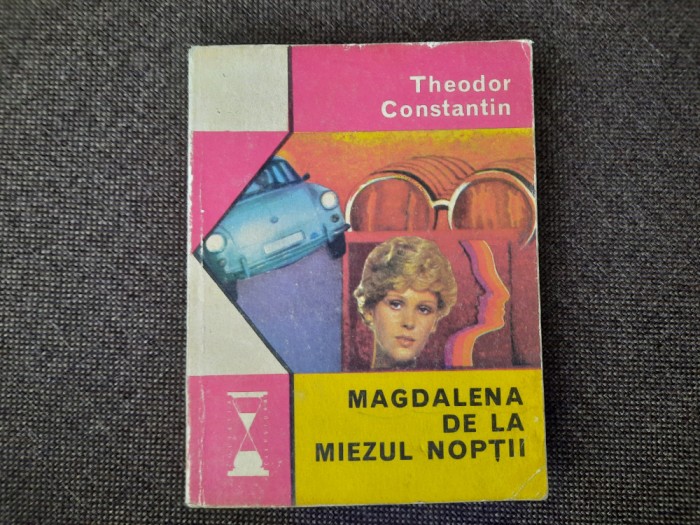 Theodor
Constantin
MAGDALENA
DE LA
MIEZUL NOPȚII